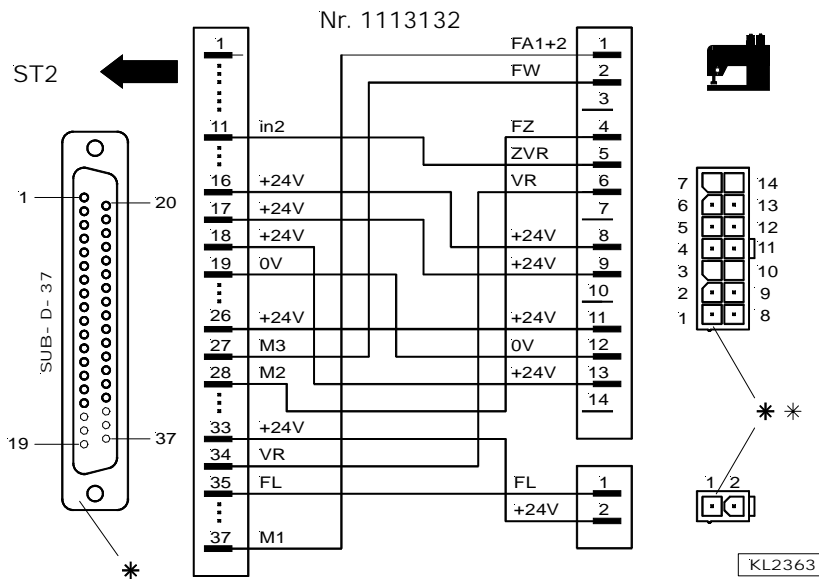 Nr. 1113132
ST2
1 FA1+2 1
FW 2
3
11 in2 FZ 4
ZVR 5
16 +24V VR 6
17 +24V 7
18 +24V +24V 8
19 0V +24V 9
10
26 +24V +24V 11
27 M3 0V 12
28 M2 +24V 13
14
33 +24V
34 VR
35 FL FL 1
+24V 2
37 M1
1 20
SUB-D-37
19 37
*
7 14
6 13
5 12
4 11
3 10
2 9
1 8
* *
1 2
KL2363